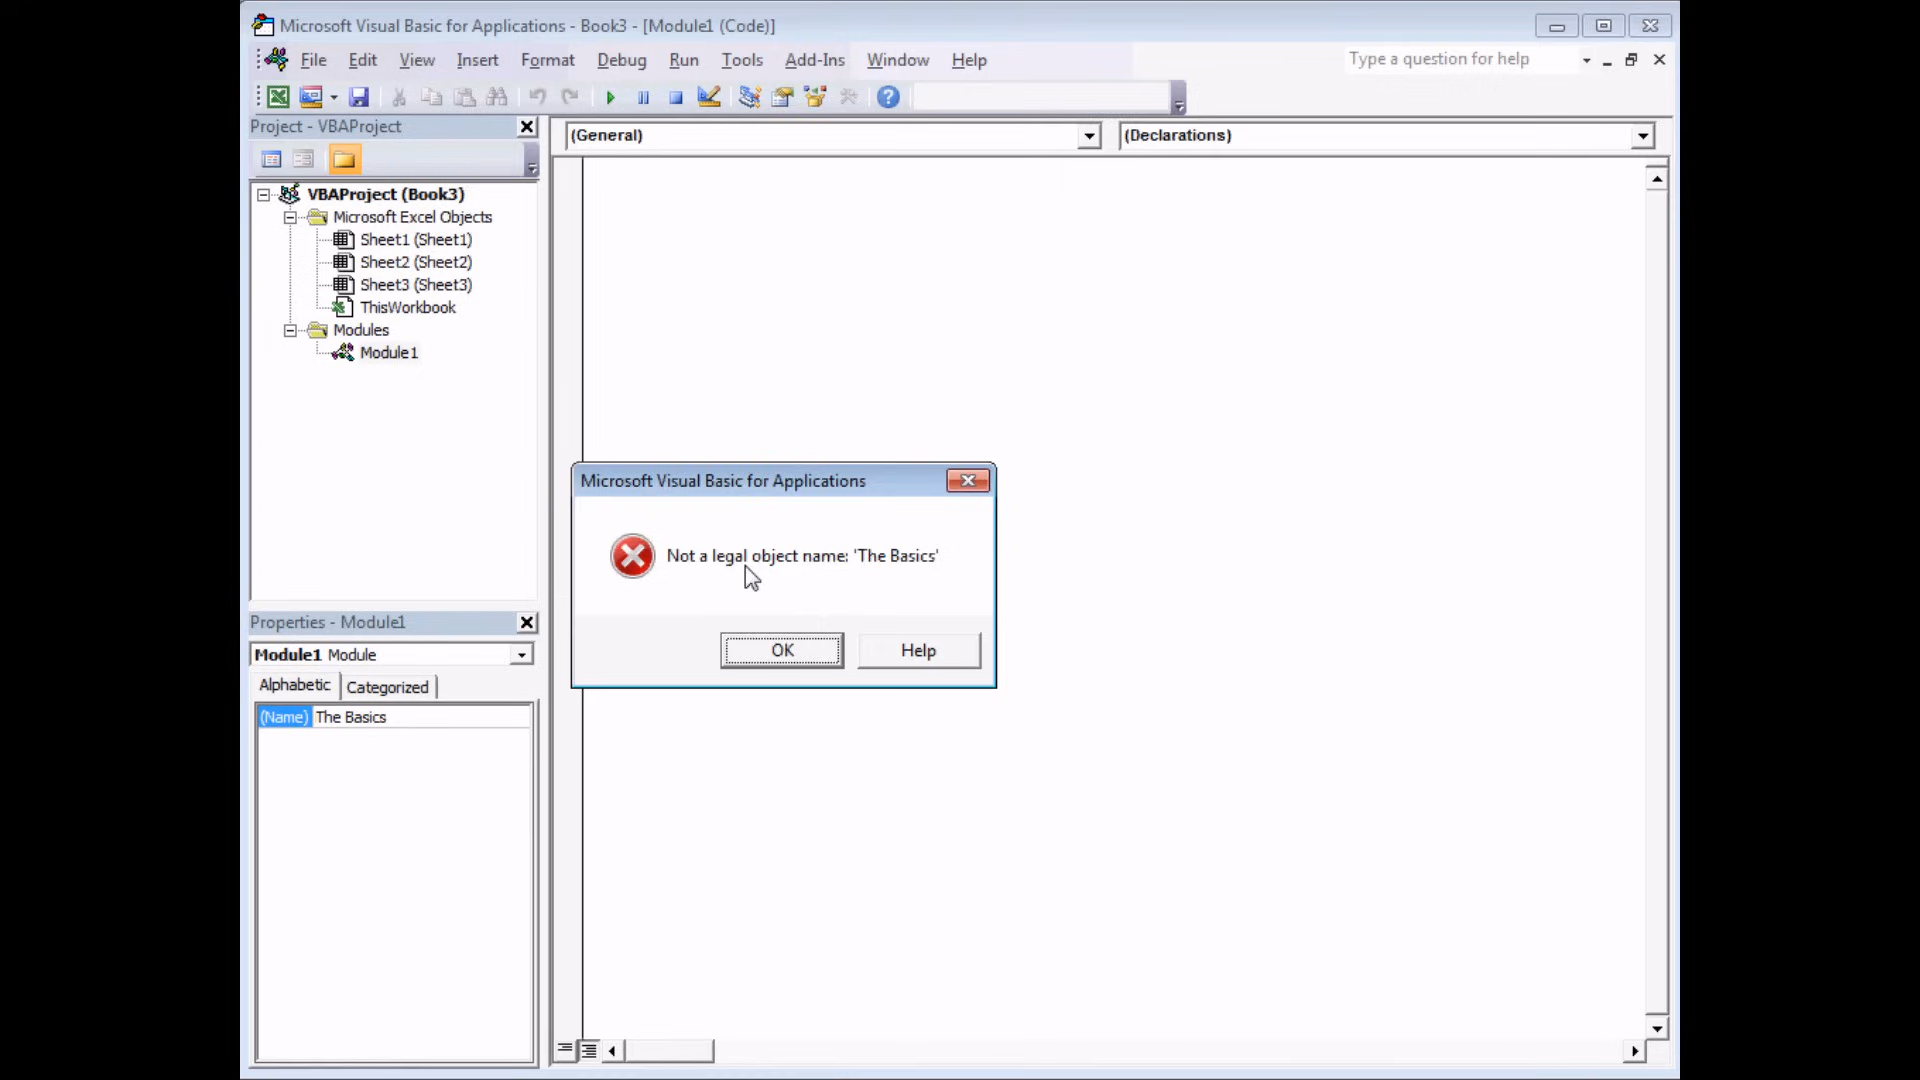 Microsoft Visual Basic for Applications - Book3 - [Module1 (Code)]
File Edit View Insert Format Debug Run Tools Add-Ins Window Help
Type a question for help
Project - VBAProject
(General)
(Declarations)
VBAProject (Book3)
Microsoft Excel Objects
Sheet1 (Sheet1)
Sheet2 (Sheet2)
Sheet3 (Sheet3)
ThisWorkbook
Modules
Module1
Microsoft Visual Basic for Applications
Not a legal object name: 'The Basics'
OK
Help
Properties - Module1
Module1 Module
Alphabetic Categorized
(Name) The Basics